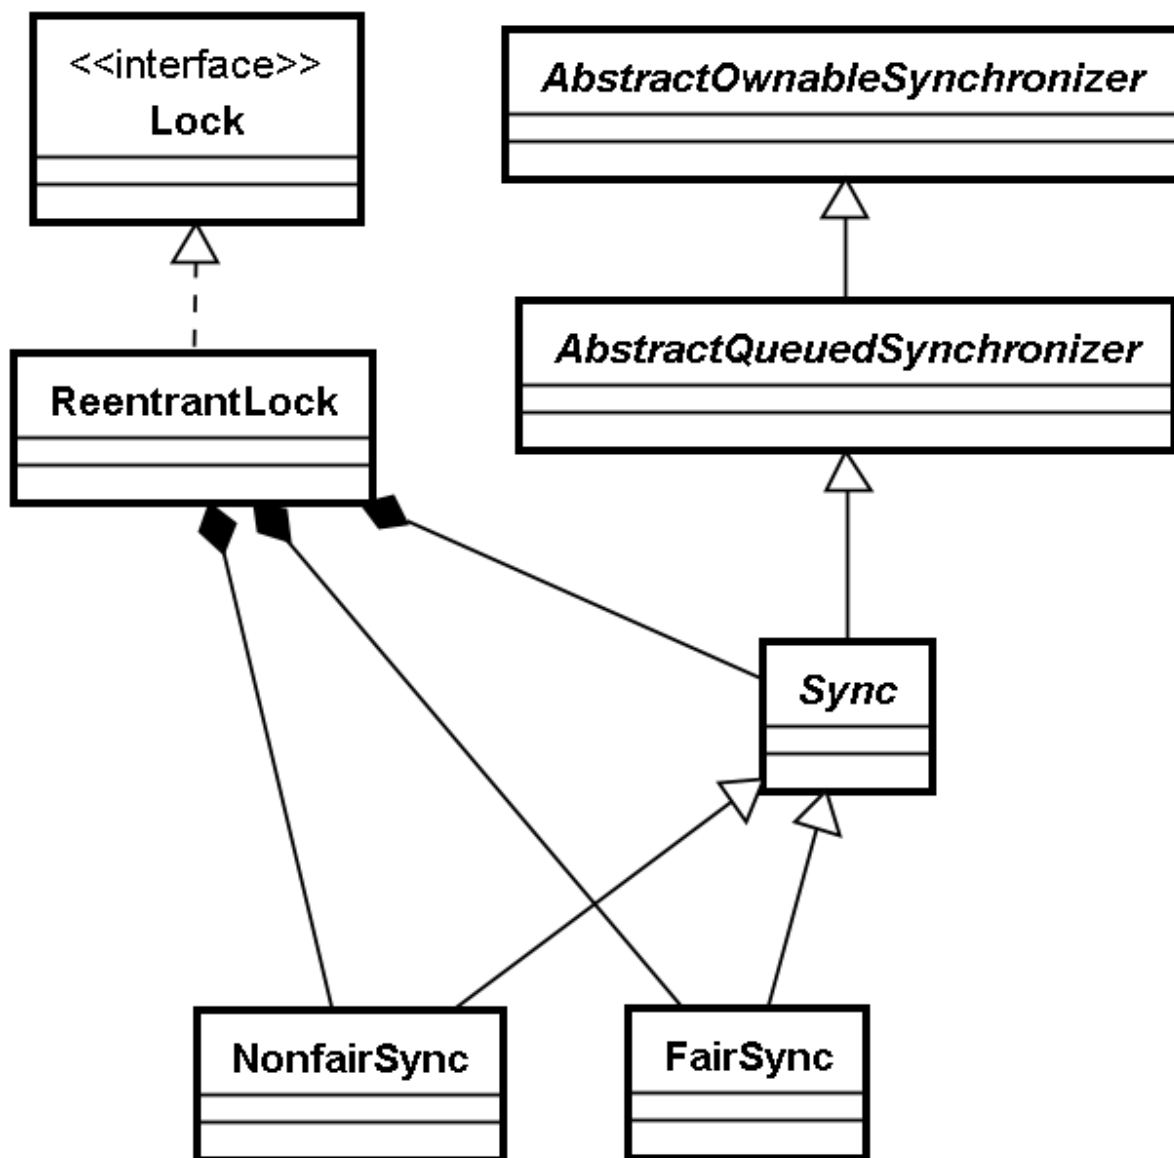 <<interface>>
Lock
AbstractOwnableSynchronizer
AbstractQueuedSynchronizer
ReentrantLock
Sync
NonfairSync
FairSync